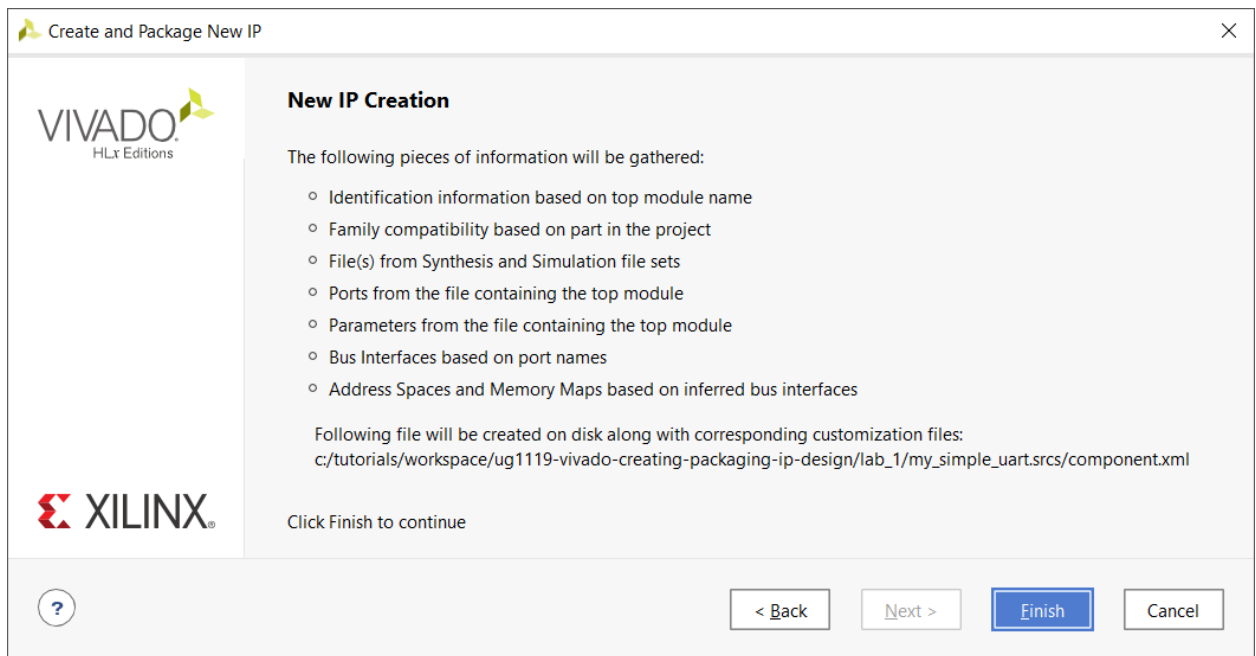 Create and Package New IP
VIVADO.
HLx Editions
New IP Creation
The following pieces of information will be gathered:
Identification information based on top module name
Family compatibility based on part in the project
File(s) from Synthesis and Simulation file sets
Ports from the file containing the top module
Parameters from the file containing the top module
Bus Interfaces based on port names
Address Spaces and Memory Maps based on inferred bus interfaces
Following file will be created on disk along with corresponding customization files:
c:/tutorials/workspace/ug1119-vivado-creating-packaging-ip-design/lab_1/my_simple_uart.srcs/component.xml
XILINX®
Click Finish to continue
?
< Back
Next >
Finish
Cancel